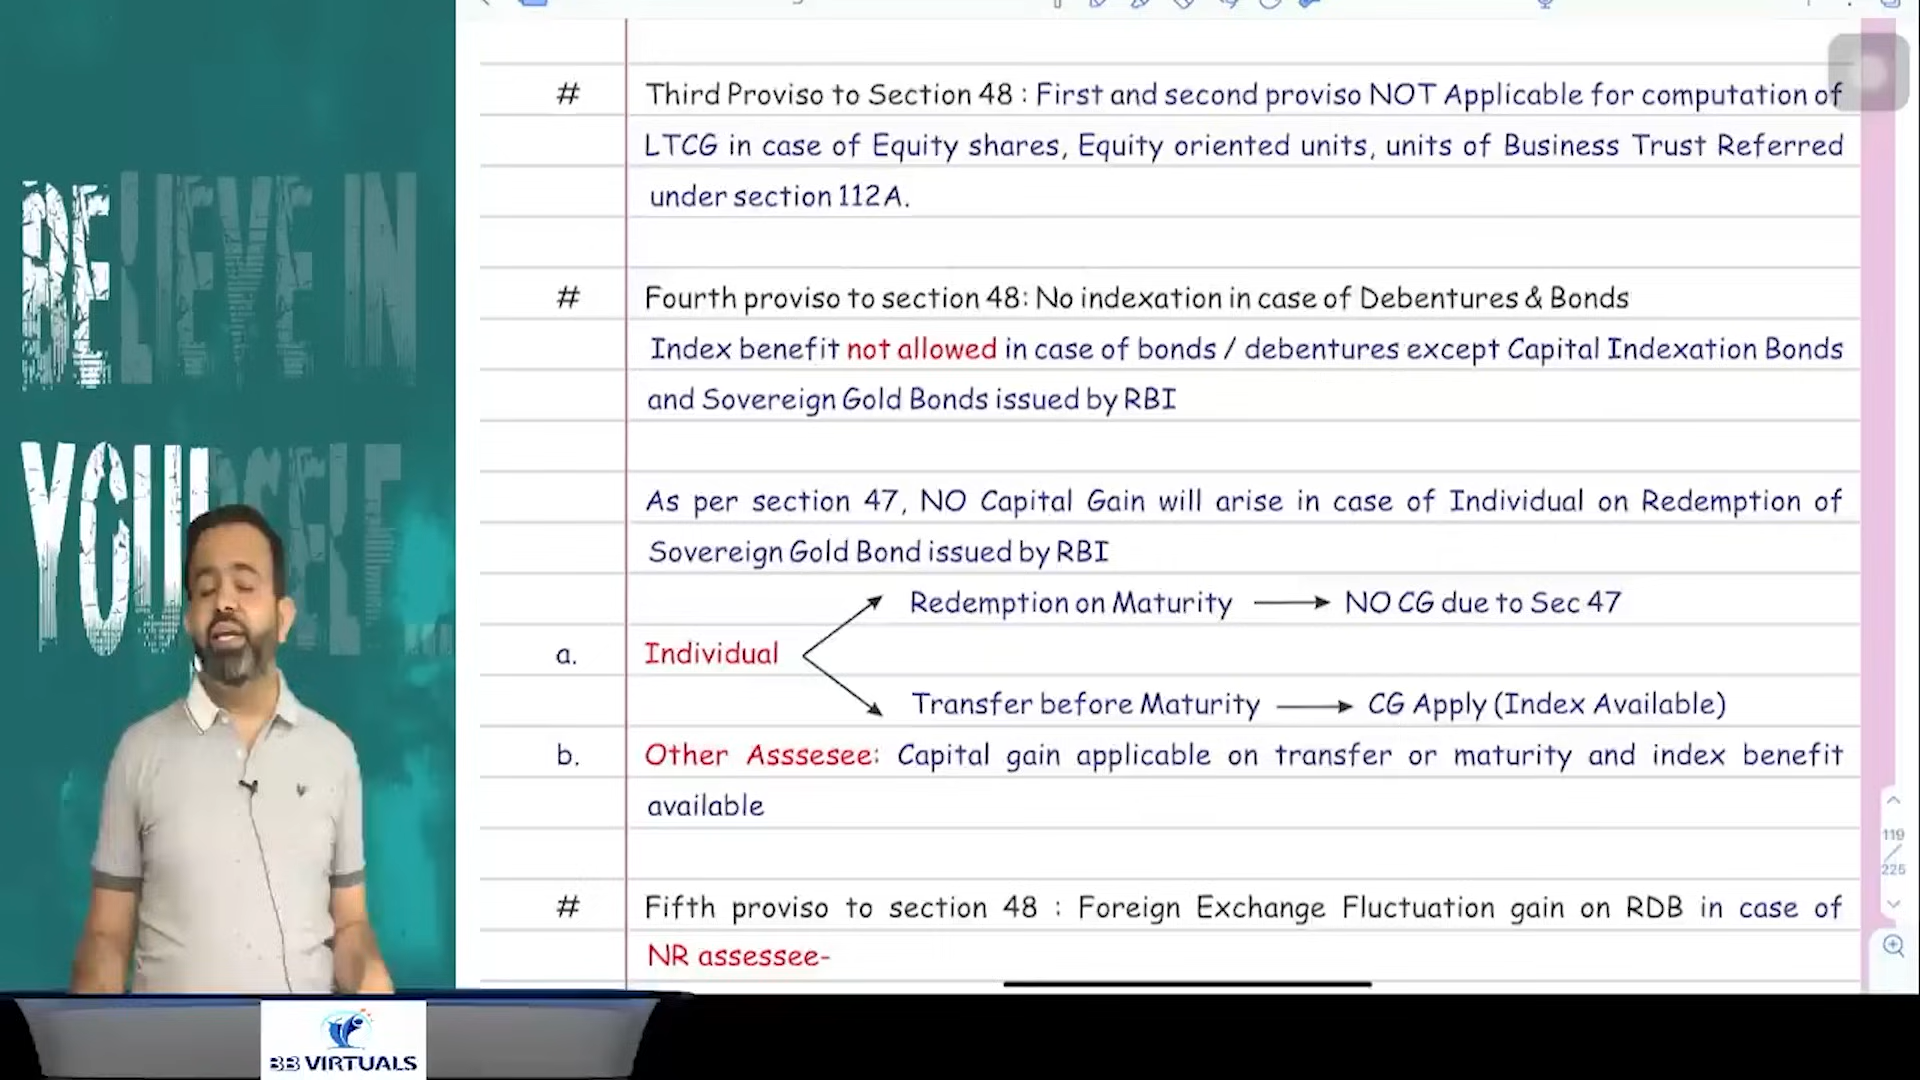 BELIEVE IN
# Third Proviso to Section 48 : First and second proviso NOT Applicable for computation of
LTCG in case of Equity shares, Equity oriented units, units of Business Trust Referred
under section 112A.
# Fourth proviso to section 48: No indexation in case of Debentures & Bonds
Index benefit not allowed in case of bonds / debentures except Capital Indexation Bonds
and Sovereign Gold Bonds issued by RBI
As per section 47, NO Capital Gain will arise in case of Individual on Redemption of
Sovereign Gold Bond issued by RBI
Redemption on Maturity → NO CG due to Sec 47
a. Individual
Transfer before Maturity → CG Apply (Index Available)
b. Other Asssesee: Capital gain applicable on transfer or maturity and index benefit
available
# Fifth proviso to section 48 : Foreign Exchange Fluctuation gain on RDB in case of
NR assessee-
119
225
BB VIRTUALS